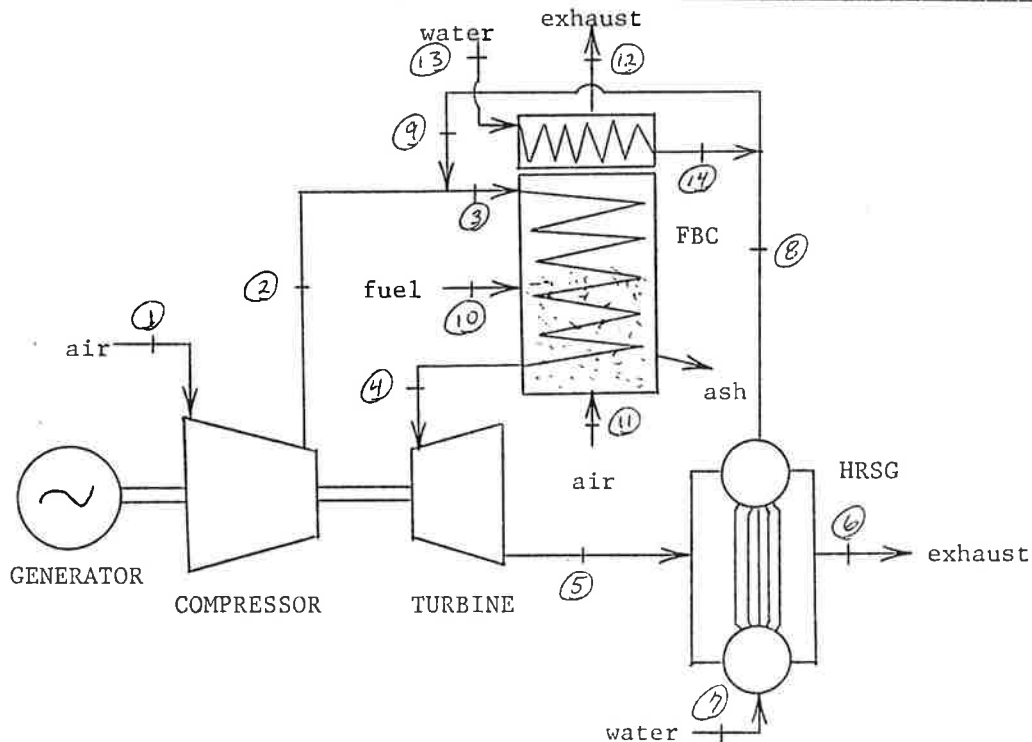 exhaust
water
13
12
9
14
3
FBC
8
2
fuel
10
1
air
4
ash
11
air
HRSG
6
exhaust
5
GENERATOR
COMPRESSOR
TURBINE
7
water